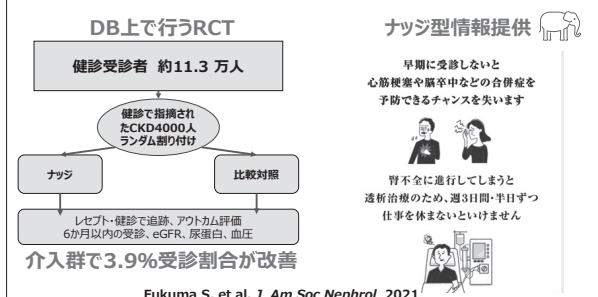 DB上で行うRCT
健診受診者 約11.3 万人
健診で指摘され
たCKD4000人
ランダム割り付け
ナッジ
比較対照
レセプト・健診で追跡、アウトカム評価
6か月以内の受診、eGFR、尿蛋白、血圧
介入群で3.9%受診割合が改善
ナッジ型情報提供
早期に受診しないと
心筋梗塞や脳卒中などの合併症を
予防できるチャンスを失います
腎不全に進行してしまうと
透析治療のため、週3日間・半日ずつ
仕事を休まないといけません
Fukuma S, et al. J Am Soc Nephrol. 2021